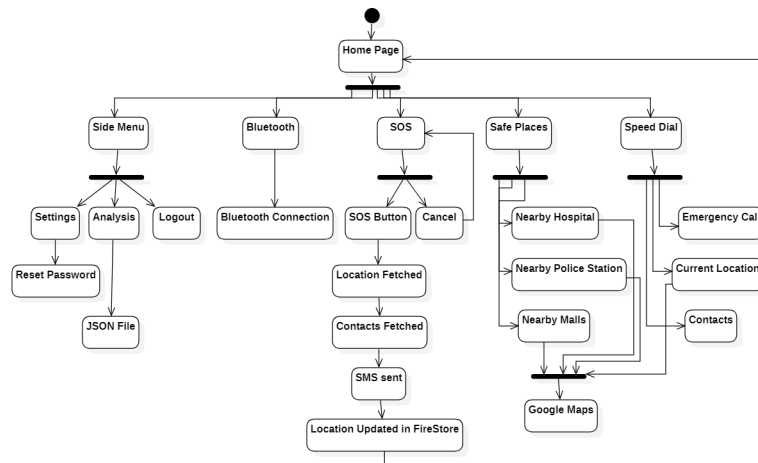 Home Page
Side Menu
Bluetooth
SOS
Safe Places
Speed Dial
Settings
Analysis
Logout
Bluetooth Connection
SOS Button
Cancel
Nearby Hospital
Emergency Cal
Reset Password
Location Fetched
Nearby Police Station
Current Location
JSON File
Contacts Fetched
Nearby Malls
Contacts
SMS sent
Google Maps
Location Updated in FireStore